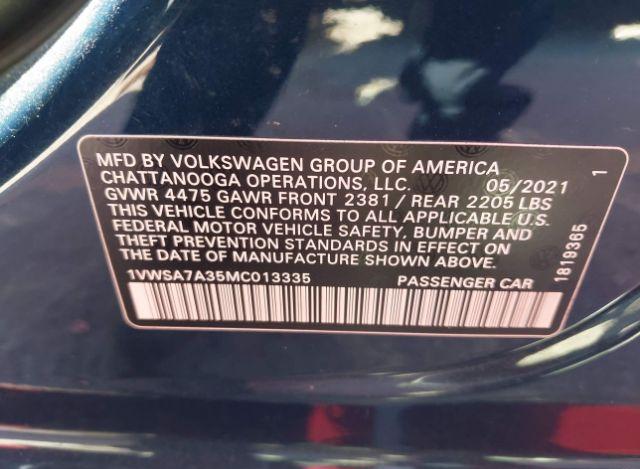 MFD BY VOLKSWAGEN GROUP OF AMERICA
CHATTANOOGA OPERATIONS, LLC. 05/2021
GVWR 4475 GAWR FRONT 2381 / REAR 2205 LBS
THIS VEHICLE CONFORMS TO ALL APPLICABLE U.S.
FEDERAL MOTOR VEHICLE SAFETY, BUMPER AND
THEFT PREVENTION STANDARDS IN EFFECT ON
THE DATE OF MANUFACTURE SHOWN ABOVE.
1VWSA7A35MC013335 PASSENGER CAR
1819365
1